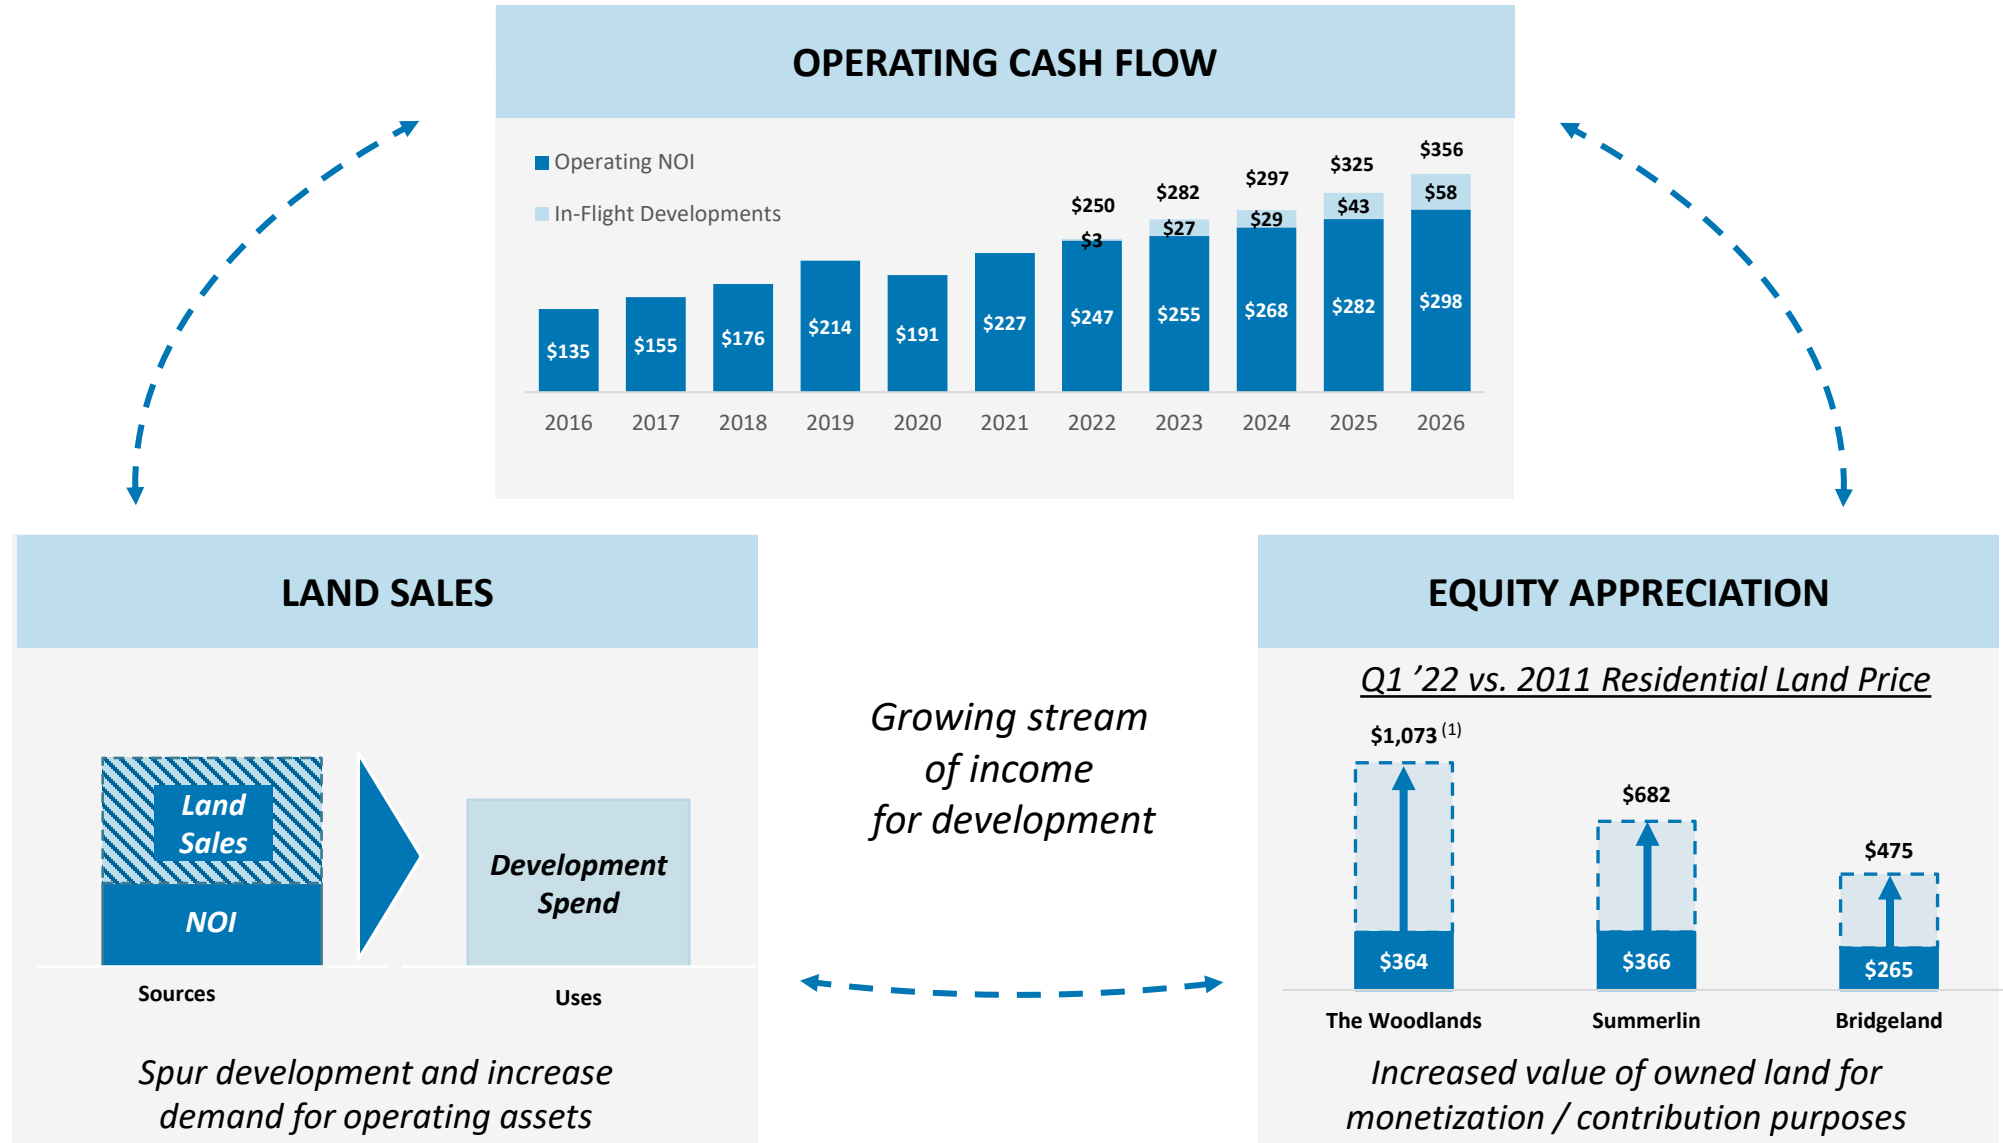 OPERATING CASH FLOW
Operating NOI
In-Flight Developments
$250
$282
$297
$325
$356
$3
$27
$29
$43
$58
$135
$155
$176
$214
$191
$227
$247
$255
$268
$282
$298
2016
2017
2018
2019
2020
2021
2022
2023
2024
2025
2026
LAND SALES
Land
Sales
NOI
Development
Spend
Sources
Uses
Spur development and increase
demand for operating assets
Growing stream
of income
for development
EQUITY APPRECIATION
Q1 ’22 vs. 2011 Residential Land Price
$1,073 (1)
$682
$475
$364
$366
$265
The Woodlands
Summerlin
Bridgeland
Increased value of owned land for
monetization / contribution purposes